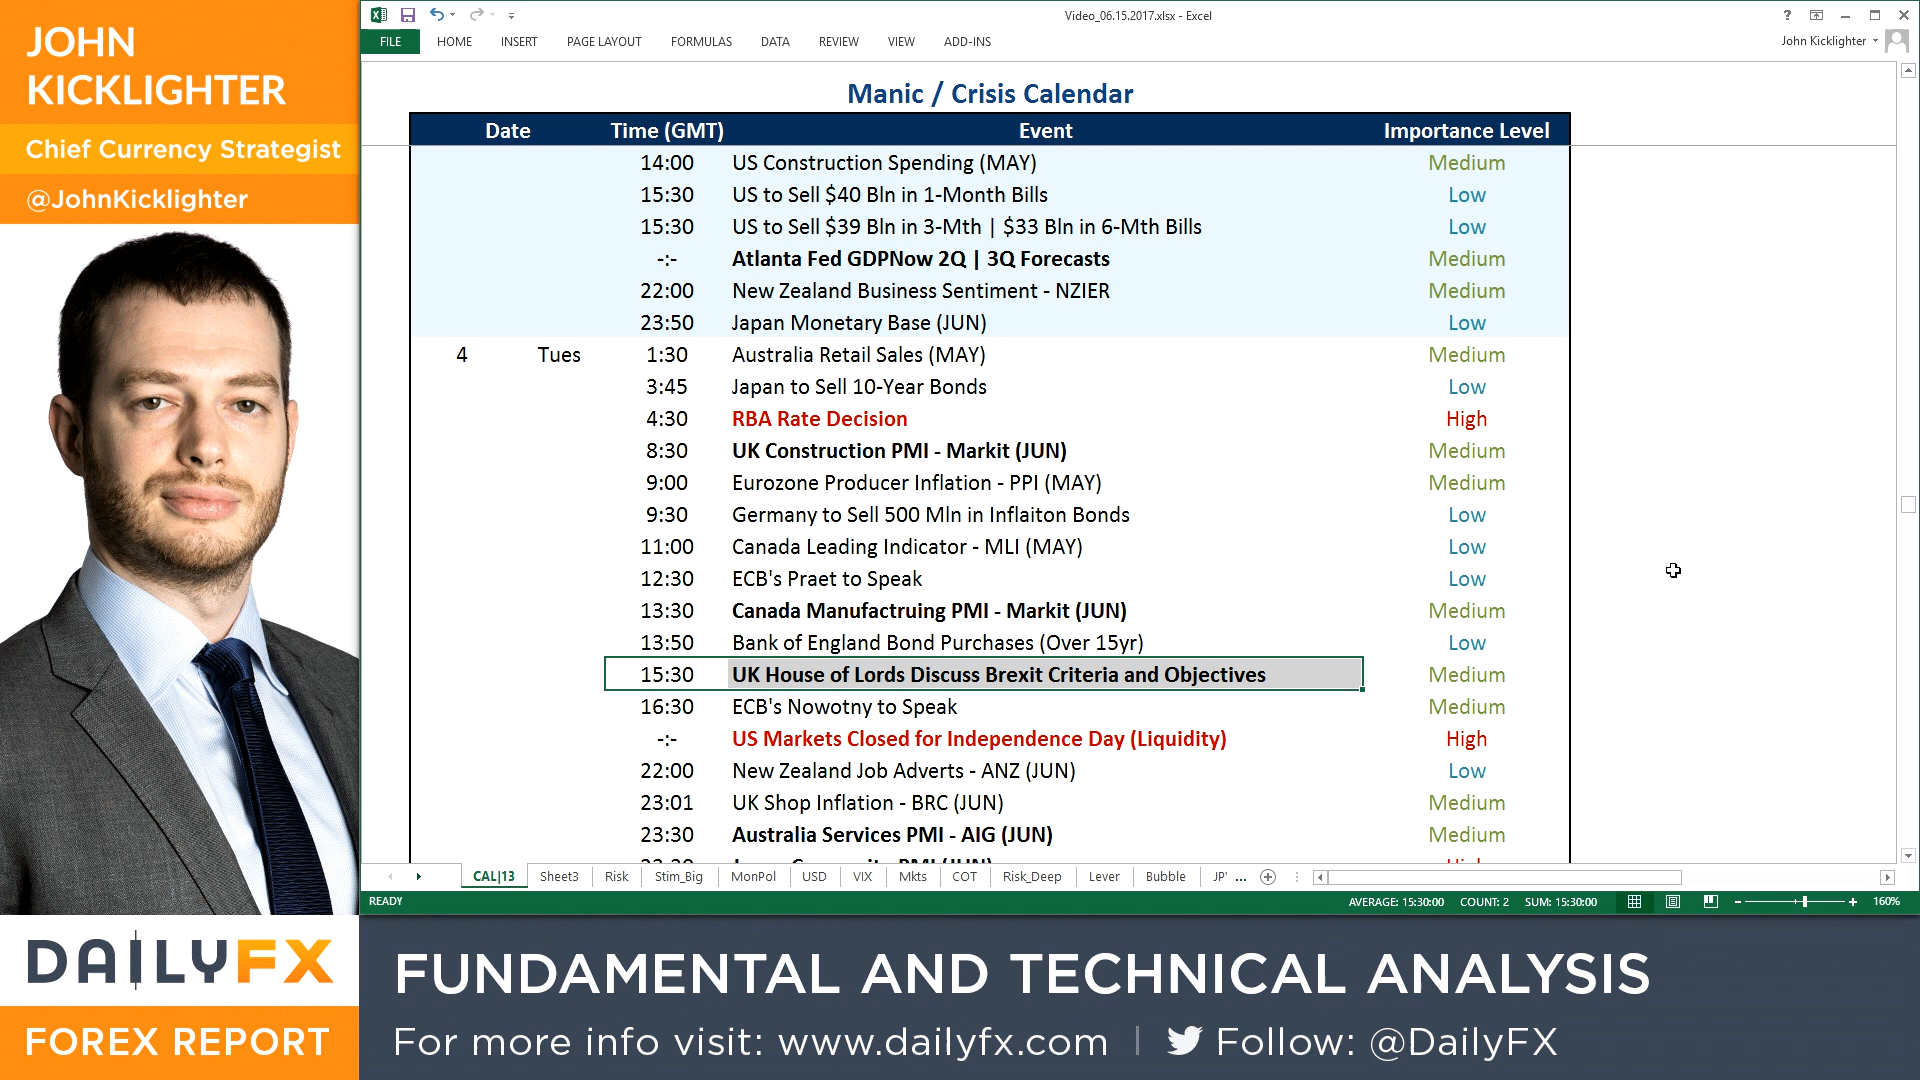 JOHN
KICKLIGHTER
Chief Currency Strategist
@JohnKicklighter
Video_06.15.2017.xlsx - Excel
?
FILE HOME INSERT PAGE LAYOUT FORMULAS DATA REVIEW VIEW ADD-INS
John Kicklighter
Manic / Crisis Calendar
Date Time (GMT) Event Importance Level
14:00 US Construction Spending (MAY) Medium
15:30 US to Sell $40 Bln in 1-Month Bills Low
15:30 US to Sell $39 Bln in 3-Mth | $33 Bln in 6-Mth Bills Low
-:- Atlanta Fed GDPNow 2Q | 3Q Forecasts Medium
22:00 New Zealand Business Sentiment - NZIER Medium
23:50 Japan Monetary Base (JUN) Low
4 Tues 1:30 Australia Retail Sales (MAY) Medium
3:45 Japan to Sell 10-Year Bonds Low
4:30 RBA Rate Decision High
8:30 UK Construction PMI - Markit (JUN) Medium
9:00 Eurozone Producer Inflation - PPI (MAY) Medium
9:30 Germany to Sell 500 Mln in Inflaiton Bonds Low
11:00 Canada Leading Indicator - MLI (MAY) Low
12:30 ECB's Praet to Speak Low
13:30 Canada Manufactruing PMI - Markit (JUN) Medium
13:50 Bank of England Bond Purchases (Over 15yr) Low
15:30 UK House of Lords Discuss Brexit Criteria and Objectives Medium
16:30 ECB's Nowotny to Speak Medium
-:- US Markets Closed for Independence Day (Liquidity) High
22:00 New Zealand Job Adverts - ANZ (JUN) Low
23:01 UK Shop Inflation - BRC (JUN) Medium
23:30 Australia Services PMI - AIG (JUN) Medium
CAL|13 Sheet3 Risk Stim_Big MonPol USD VIX Mkts COT Risk_Deep Lever Bubble JP' ...
READY AVERAGE: 15:30:00 COUNT: 2 SUM: 15:30:00 160%
DAILYFX
FOREX REPORT
FUNDAMENTAL AND TECHNICAL ANALYSIS
For more info visit: www.dailyfx.com | Follow: @DailyFX